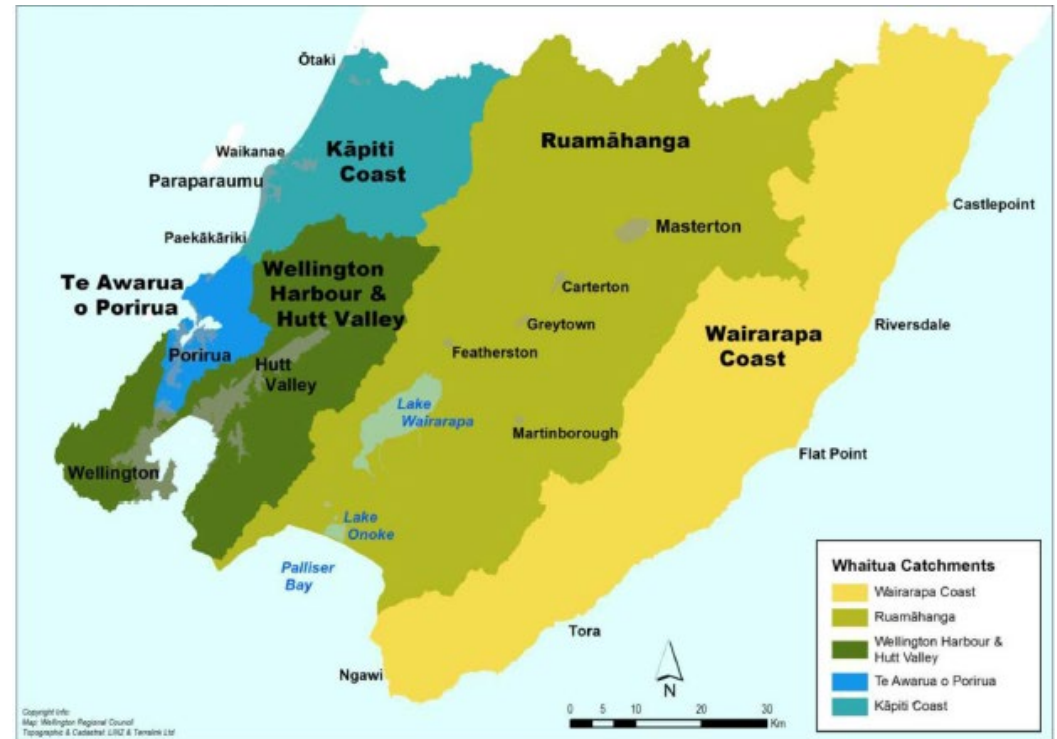 Ōtaki
Kāpiti
Coast
Waikanae
Paraparaumu
Paekākāriki
Ruamāhanga
Masterton
Castlepoint
Te Awarua
o Porirua
Wellington
Harbour &
Hutt Valley
Carterton
Greytown
Featherston
Riversdale
Wairarapa
Coast
Porirua
Hutt
Valley
Lake
Wairarapa
Martinborough
Flat Point
Wellington
Lake
Onoke
Palliser
Bay
Tora
Ngawi
N
0 5 10 20 30
Km
Whaitua Catchments
Wairarapa Coast
Ruamāhanga
Wellington Harbour &
Hutt Valley
Te Awarua o Porirua
Kāpiti Coast
Copyright Info:
Map: Wellington Regional Council
Topographic & Cadastral: LINZ & Terralink Ltd